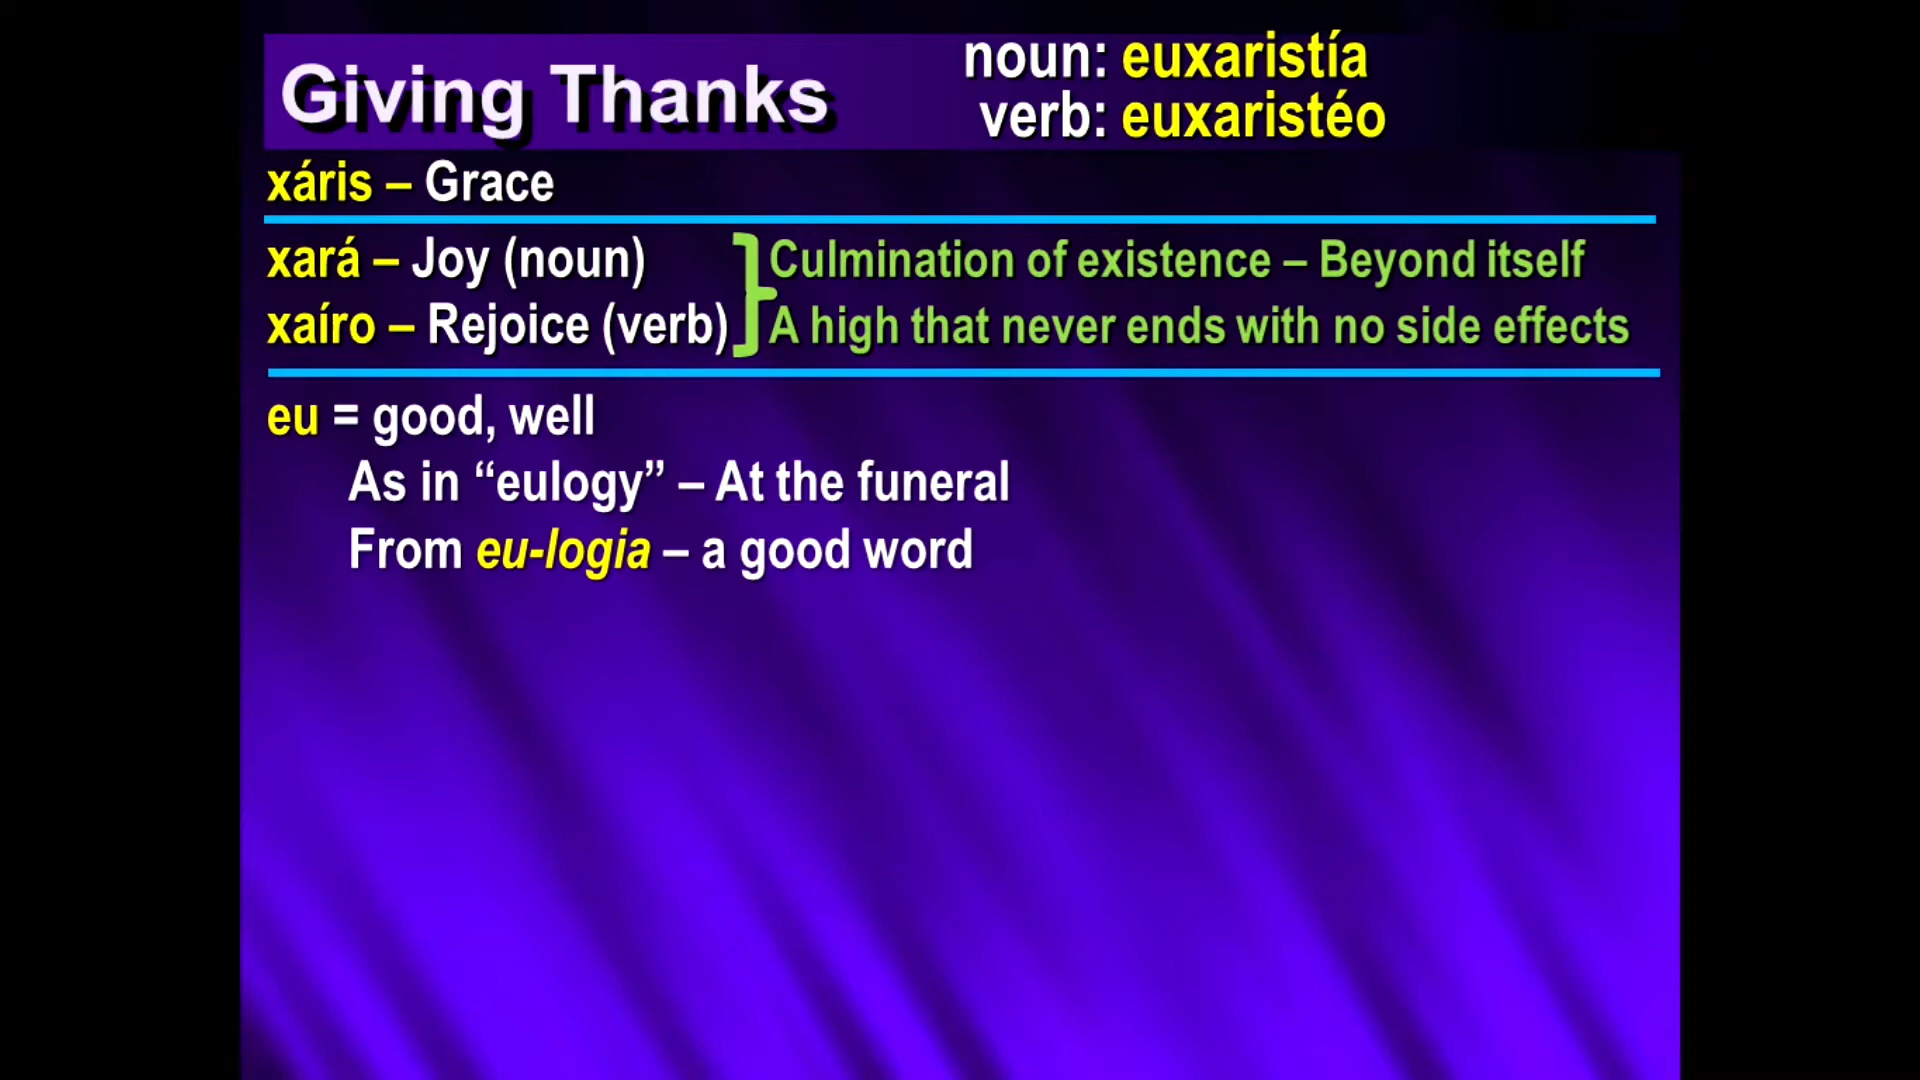 Giving Thanks
noun: euxaristía
verb: euxaristéo
xáris – Grace
xará – Joy (noun)
xaíro – Rejoice (verb)
Culmination of existence – Beyond itself
A high that never ends with no side effects
eu = good, well
As in “eulogy” – At the funeral
From eu-logia – a good word